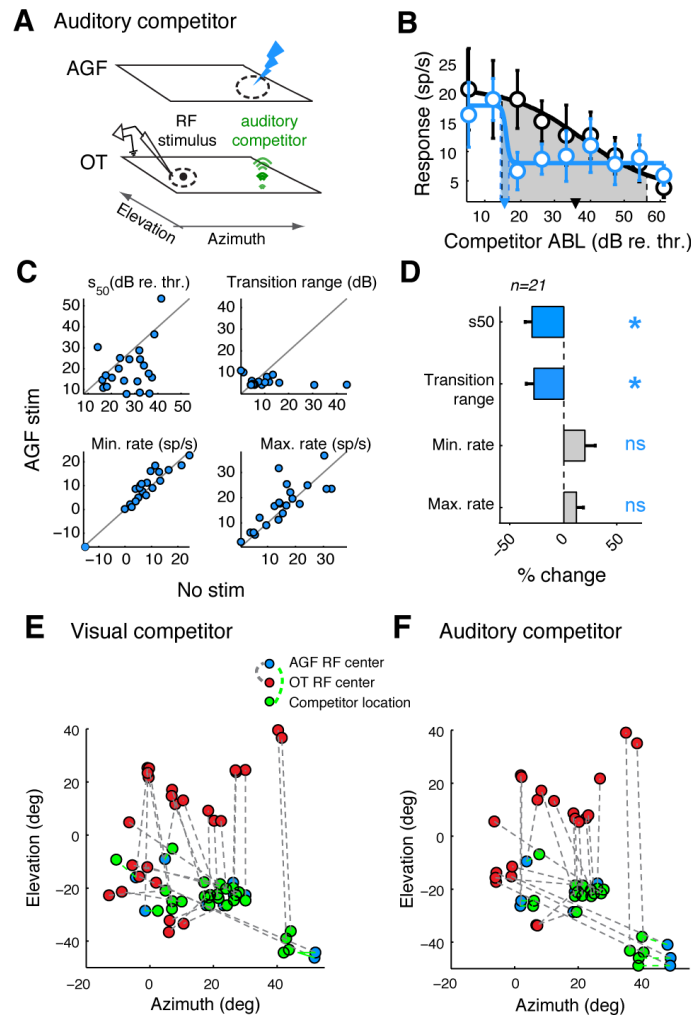 A Auditory competitor
AGF
RF
stimulus
auditory
competitor
OT
Elevation
Azimuth
B
Response (sp/s)
25
20
15
10
5
10 20 30 40 50 60
Competitor ABL (dB re. thr.)
C
s50(dB re. thr.)
50
40
30
20
10
10 20 30 40 50
Transition range (dB)
40
30
20
10
0
0 10 20 30 40
Min. rate (sp/s)
20
10
0
−10
−10 0 10 20
Max. rate (sp/s)
30
20
10
10 20 30
AGF stim
No stim
D
n=21
s50 *
Transition
range *
Min. rate ns
Max. rate ns
−50 0 50
% change
E Visual competitor
AGF RF center
OT RF center
Competitor location
40
20
0
−20
−40
−20 0 20 40
Elevation (deg)
Azimuth (deg)
F Auditory competitor
40
20
0
−20
−40
−20 0 20 40
Elevation (deg)
Azimuth (deg)